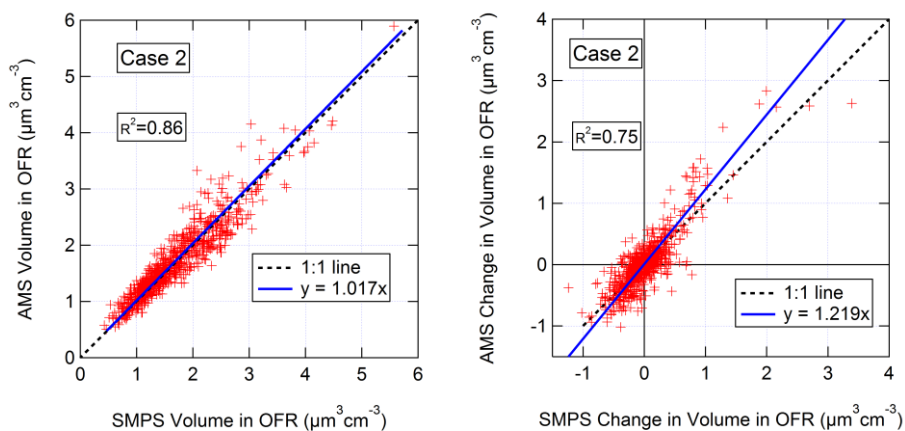 AMS Volume in OFR (µm³cm⁻³)
6
5
4
3
2
1
0
Case 2
R²=0.86
1:1 line
y = 1.017x
0 1 2 3 4 5 6
SMPS Volume in OFR (µm³cm⁻³)
AMS Change in Volume in OFR (µm³cm⁻³)
4
3
2
1
0
-1
Case 2
R²=0.75
1:1 line
y = 1.219x
-1 0 1 2 3 4
SMPS Change in Volume in OFR (µm³cm⁻³)